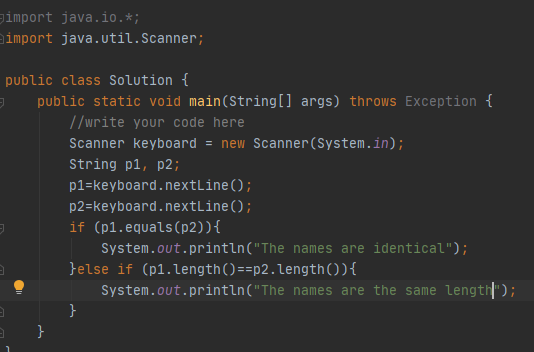 import java.io.*;
import java.util.Scanner;
public class Solution {
public static void main(String[] args) throws Exception {
//write your code here
Scanner keyboard = new Scanner(System.in);
String p1, p2;
p1=keyboard.nextLine();
p2=keyboard.nextLine();
if (p1.equals(p2)){
System.out.println("The names are identical");
}else if (p1.length()==p2.length()){
System.out.println("The names are the same length");
}
}
}